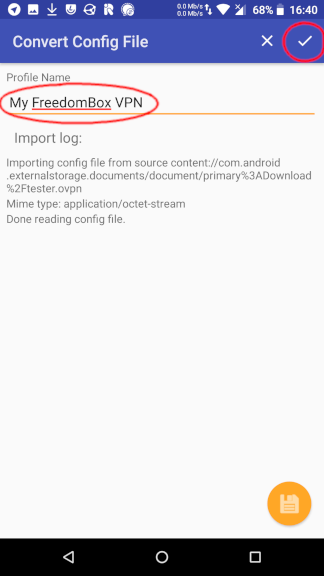 0.0 Mb/s
0.0 Mb/s
68%
16:40
Convert Config File
Profile Name
My FreedomBox VPN
Import log:
Importing config file from source content://com.android
.externalstorage.documents/document/primary%3ADownload
%2Ftester.ovpn
Mime type: application/octet-stream
Done reading config file.